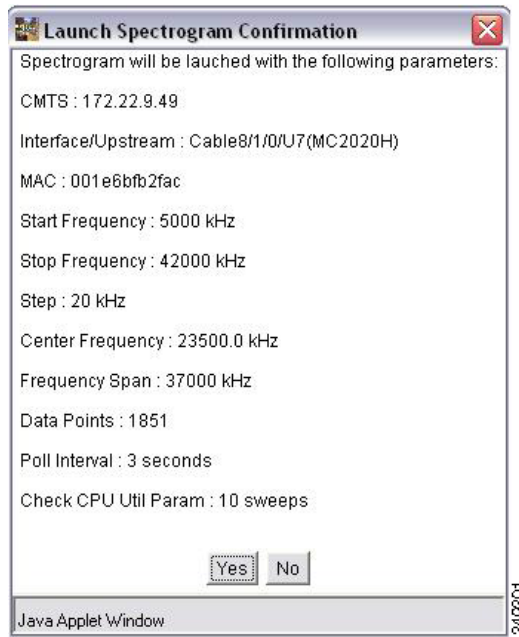 Launch Spectrogram Confirmation
Spectrogram will be lauched with the following parameters:
CMTS : 172.22.9.49
Interface/Upstream : Cable8/1/0/U7(MC2020H)
MAC : 001e6bfb2fac
Start Frequency : 5000 kHz
Stop Frequency : 42000 kHz
Step : 20 kHz
Center Frequency : 23500.0 kHz
Frequency Span : 37000 kHz
Data Points : 1851
Poll Interval : 3 seconds
Check CPU Util Param : 10 sweeps
Yes No
Java Applet Window